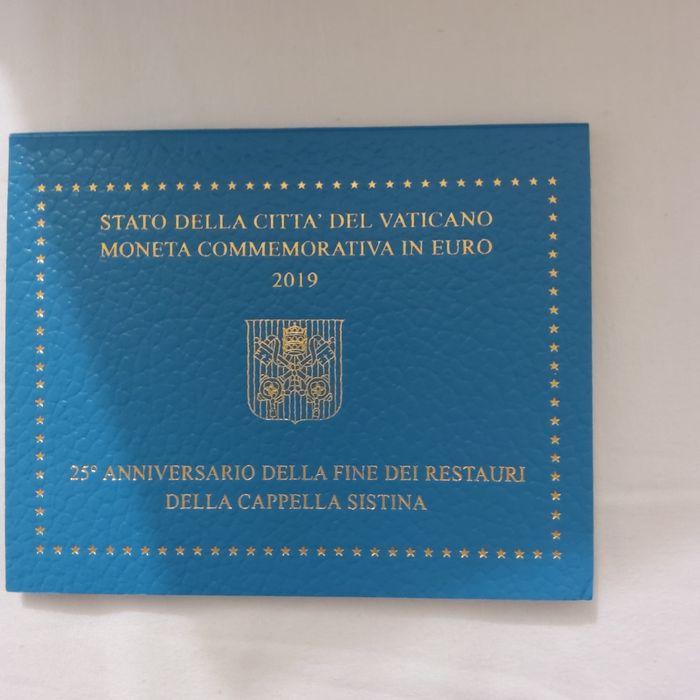 STATO DELLA CITTA' DEL VATICANO
MONETA COMMEMORATIVA IN EURO
2019
25° ANNIVERSARIO DELLA FINE DEI RESTAURI
DELLA CAPPELLA SISTINA